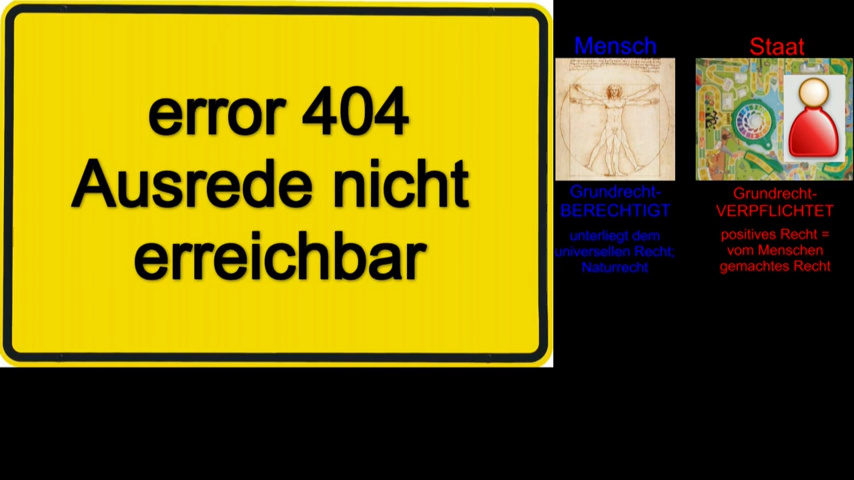 error 404
Ausrede nicht
erreichbar
Mensch
Grundrecht-
BERECHTIGT
unterliegt dem
universellen Recht;
Naturrecht
Staat
Grundrecht-
VERPFLICHTET
positives Recht =
vom Menschen
gemachtes Recht